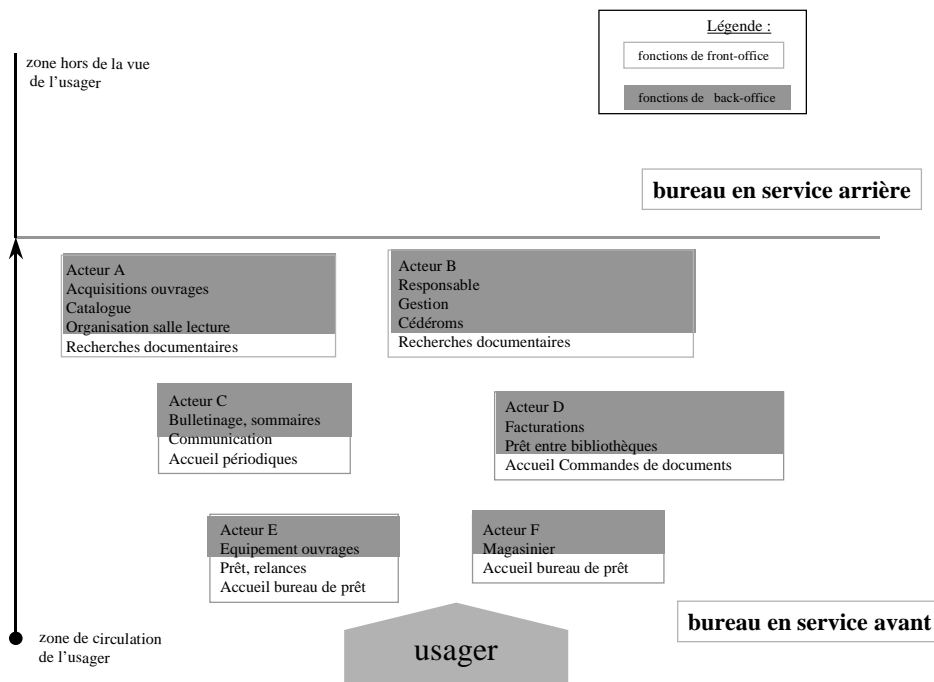 Légende :
fonctions de front-office
fonctions de back-office
zone hors de la vue
de l’usager
bureau en service arrière
Acteur A
Acquisitions ouvrages
Catalogue
Organisation salle lecture
Recherches documentaires
Acteur B
Responsable
Gestion
Cédéroms
Recherches documentaires
Acteur C
Bulletinage, sommaires
Communication
Accueil périodiques
Acteur D
Facturations
Prêt entre bibliothèques
Accueil Commandes de documents
Acteur E
Equipement ouvrages
Prêt, relances
Accueil bureau de prêt
Acteur F
Magasinier
Accueil bureau de prêt
bureau en service avant
zone de circulation
de l’usager
usager